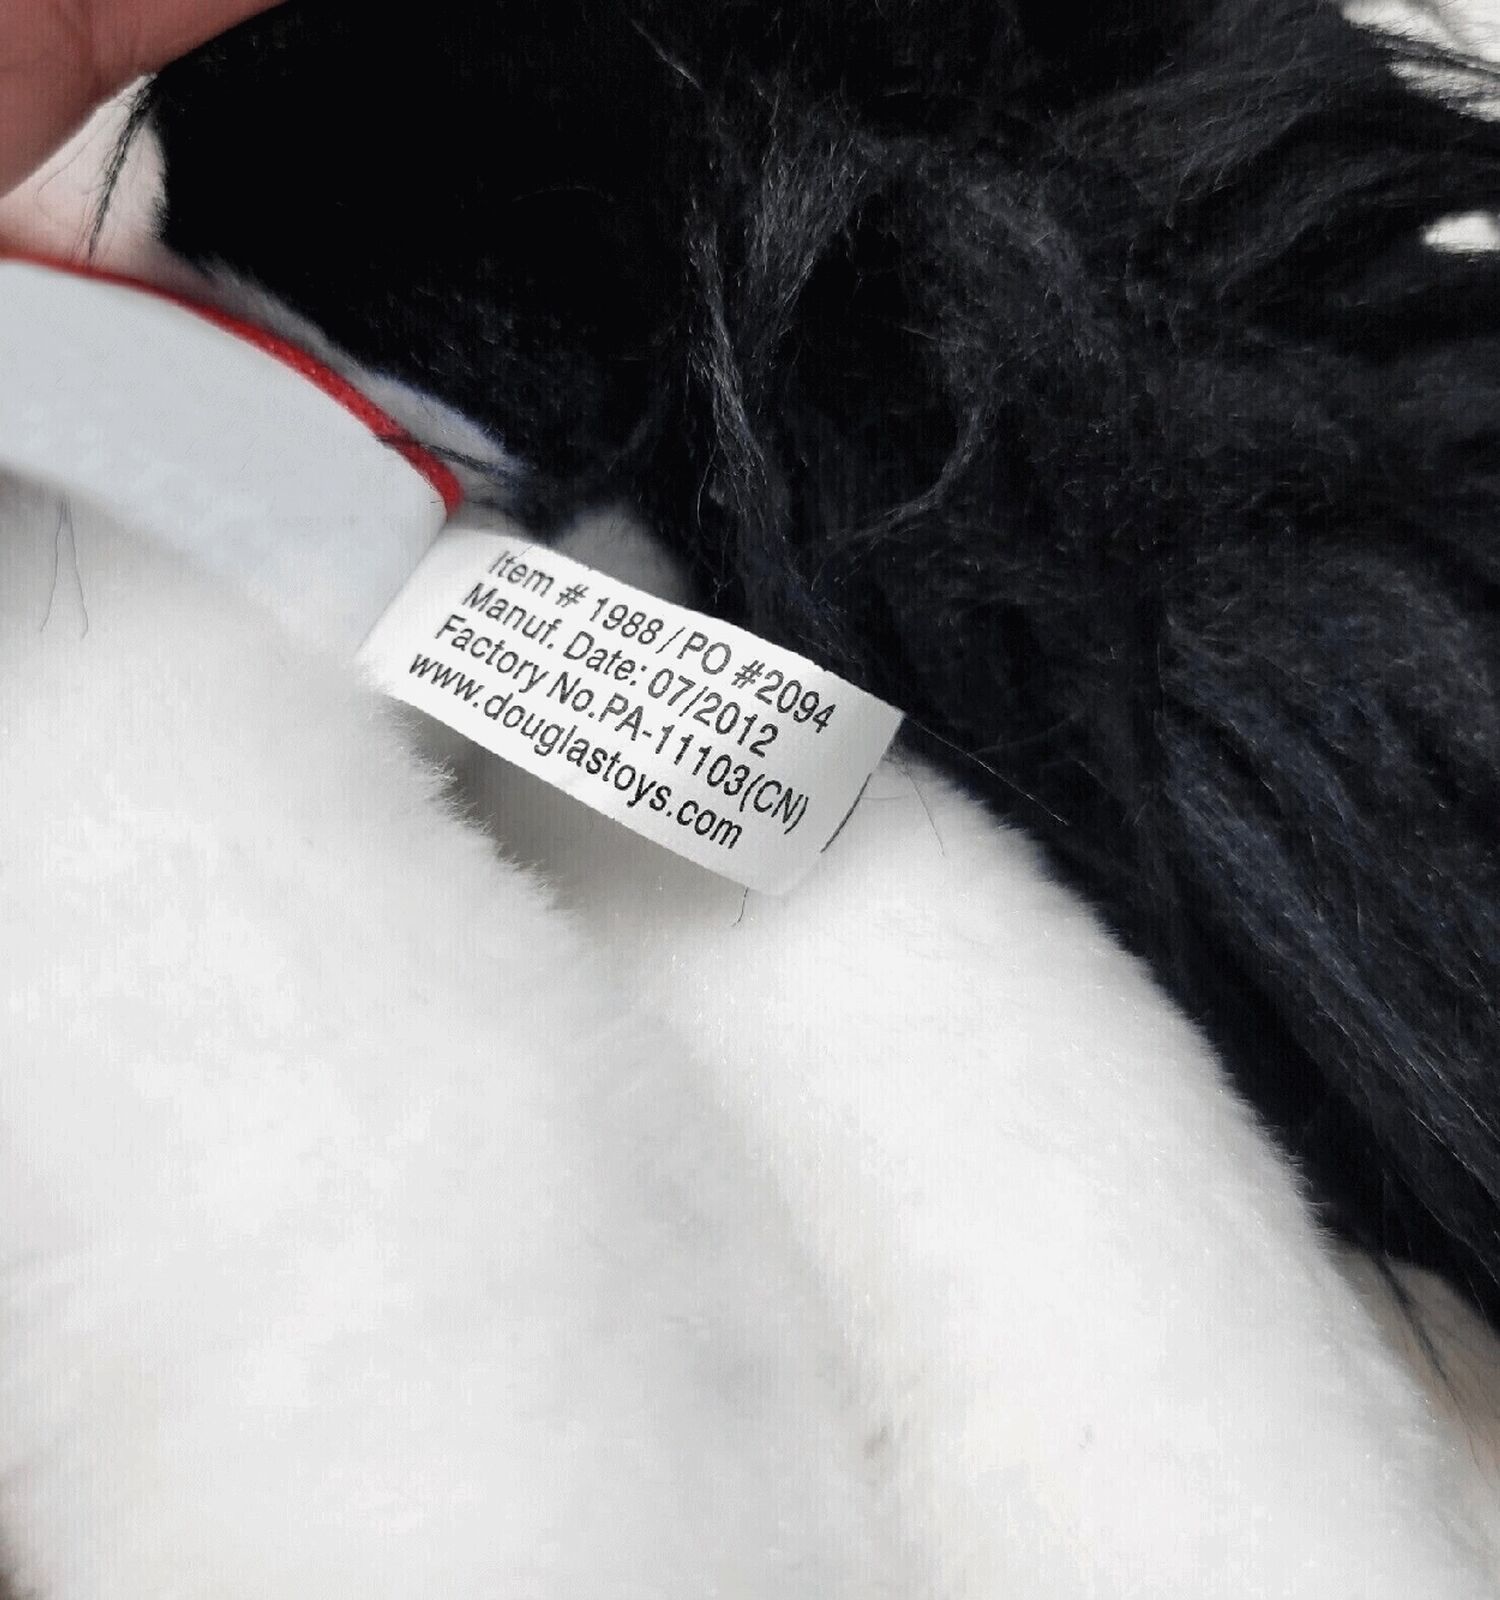 Item # 1988 / PO #2094
Manuf. Date: 07/2012
Factory No.PA-11103(CN)
www.douglastoys.com